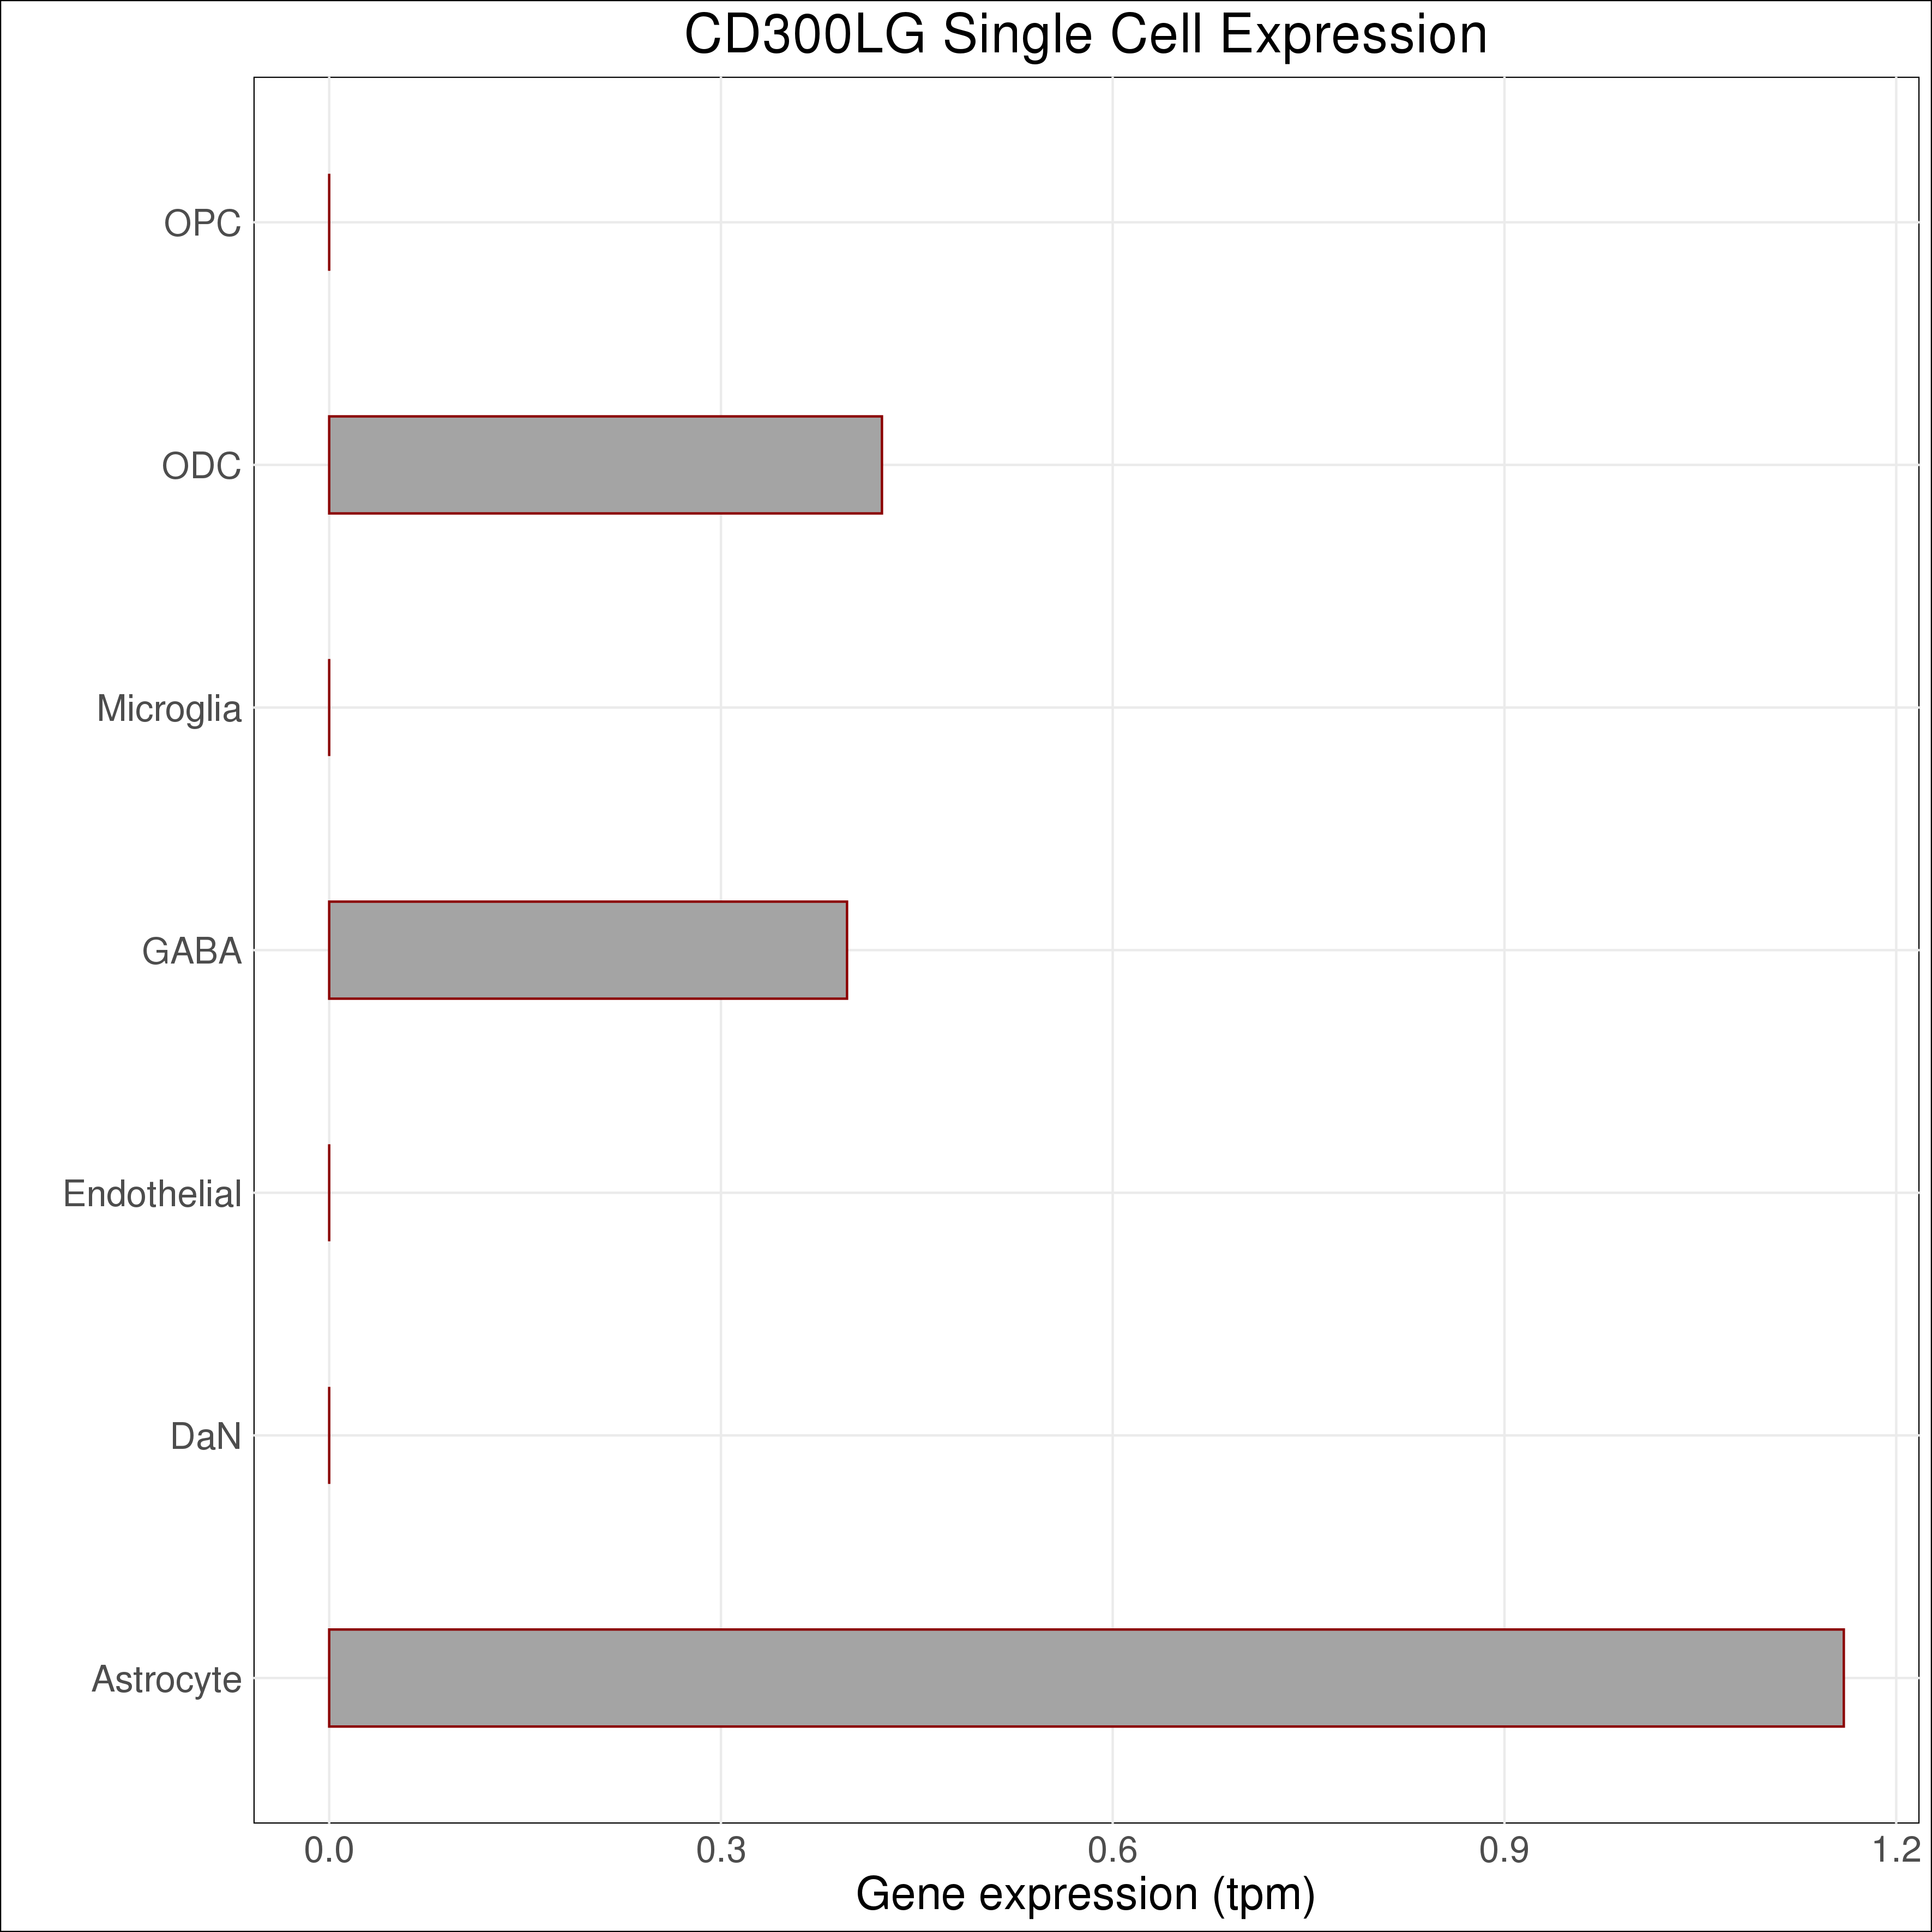 CD300LG Single Cell Expression
OPC
ODC
Microglia
GABA
Endothelial
DaN
Astrocyte
0.0 0.3 0.6 0.9 1.2
Gene expression (tpm)